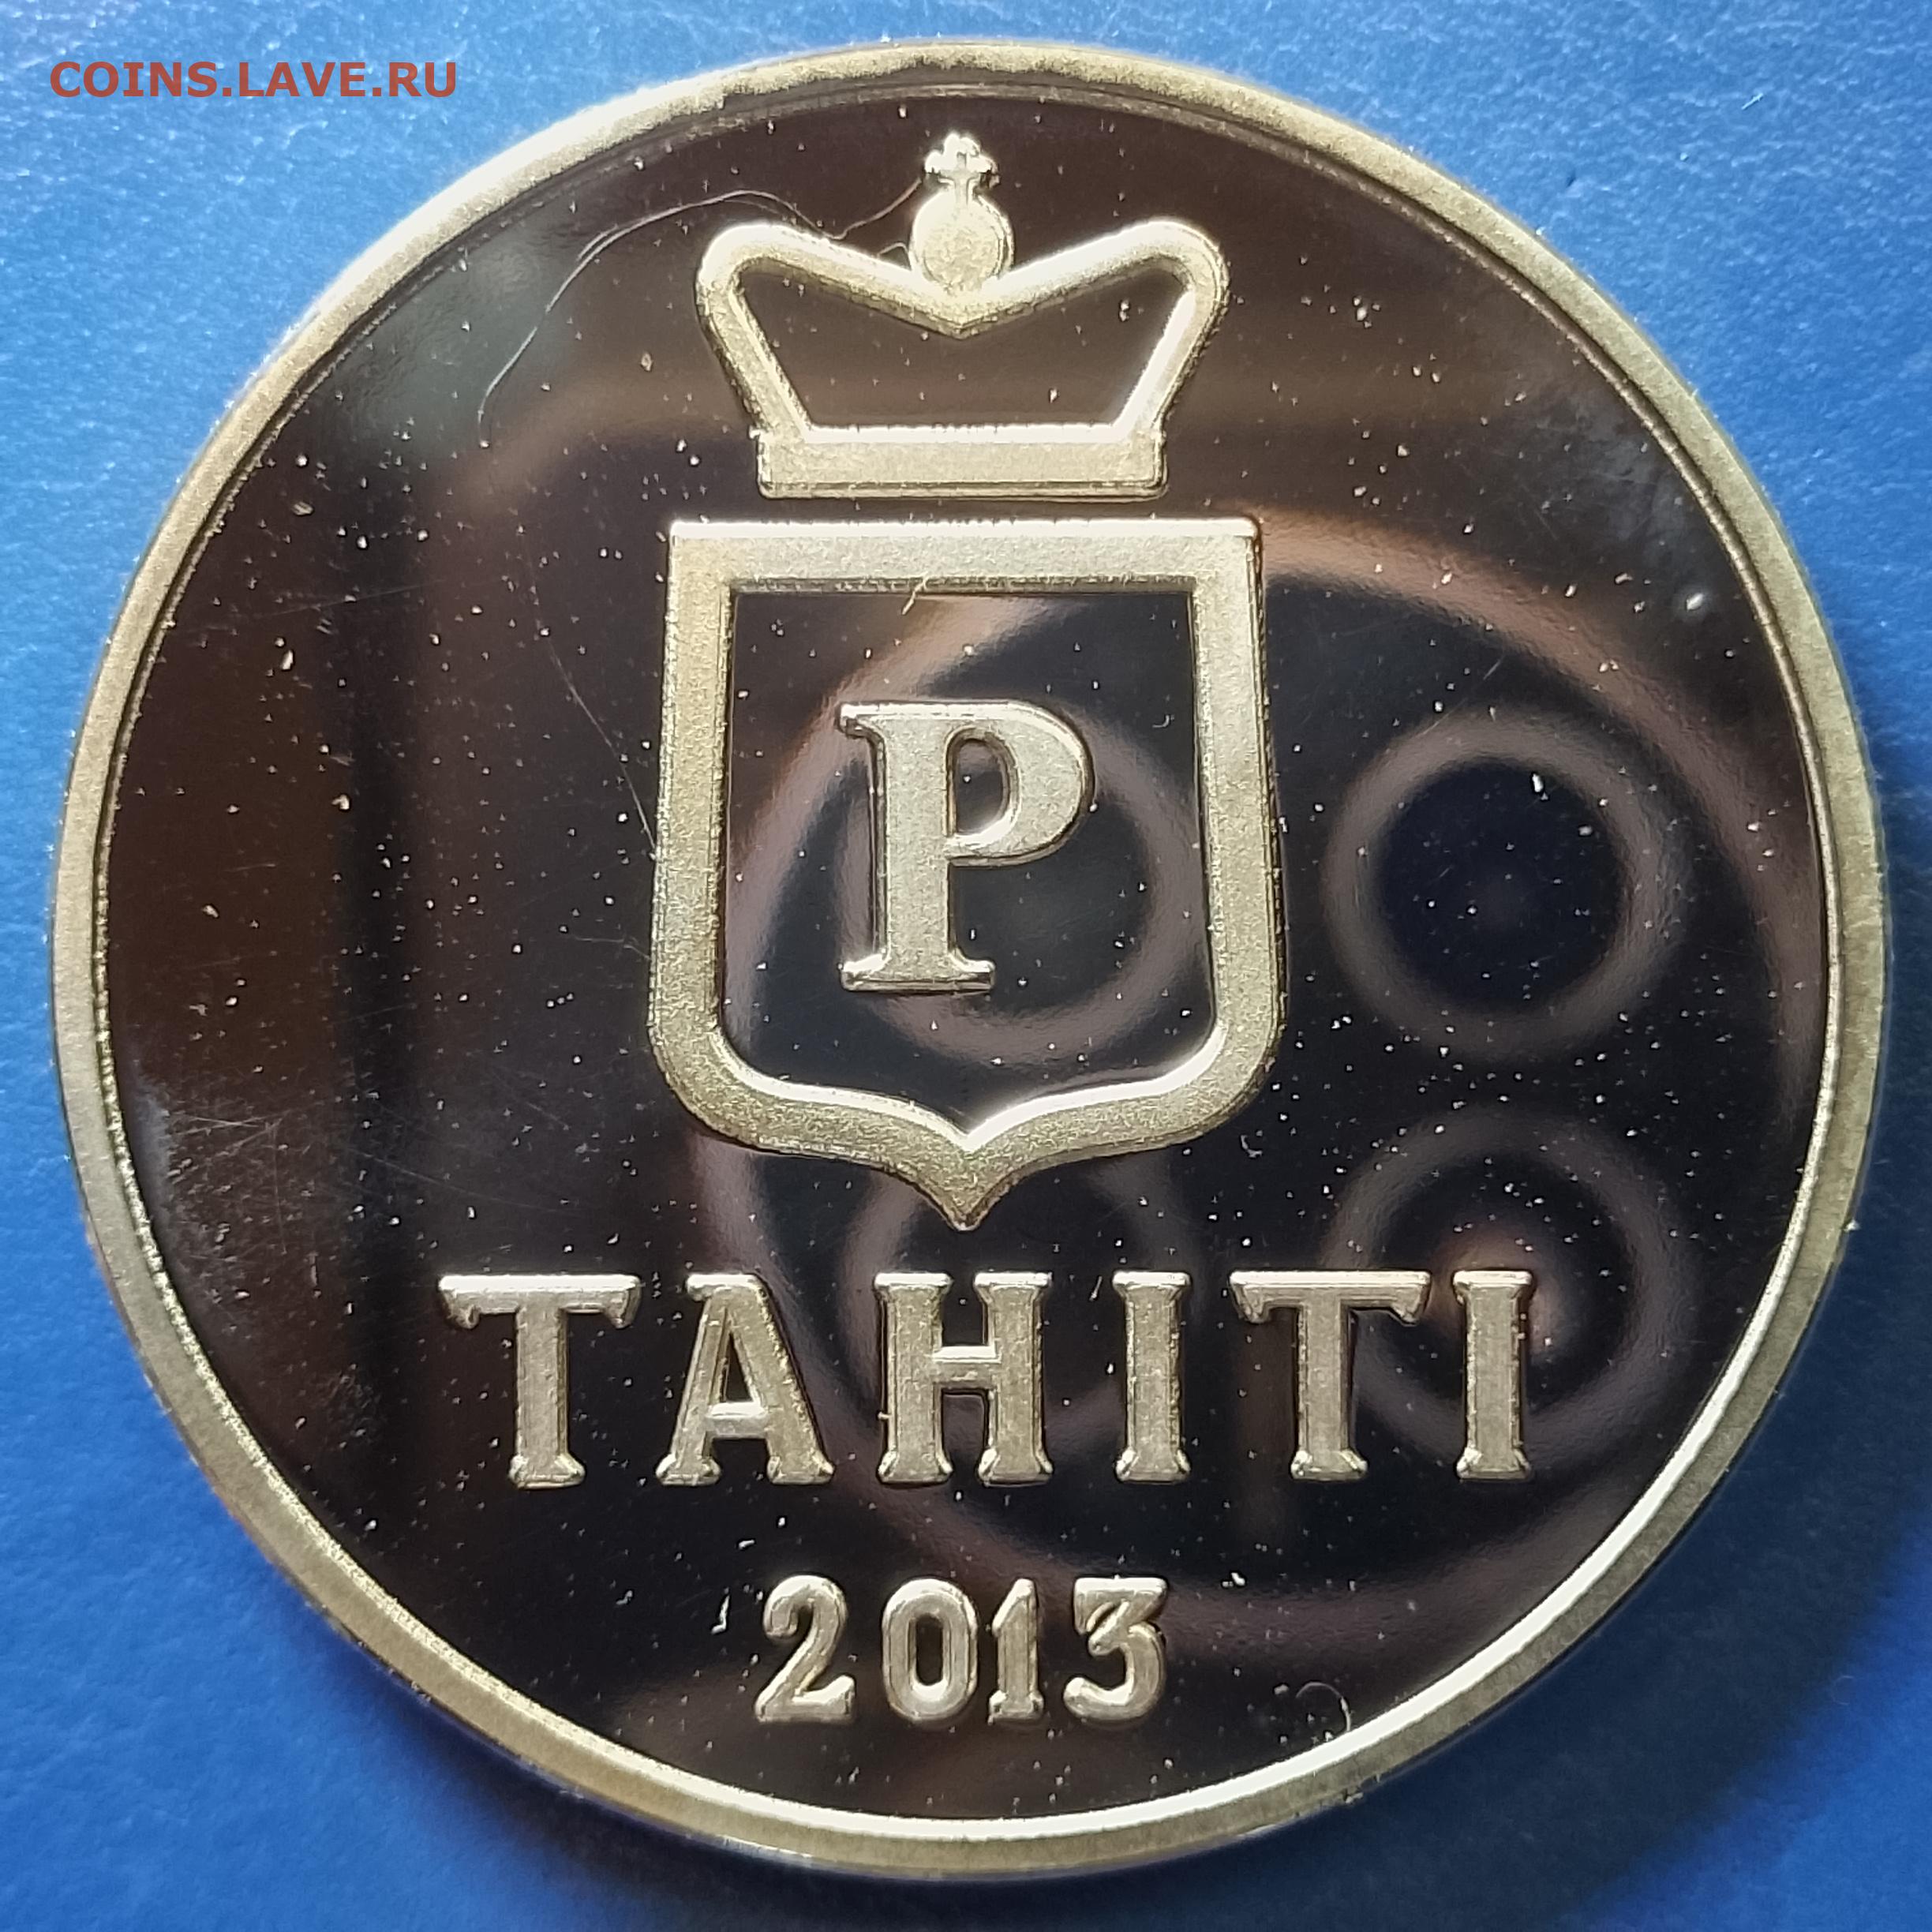 COINS.LAVE.RU
P
TAHITI
2013